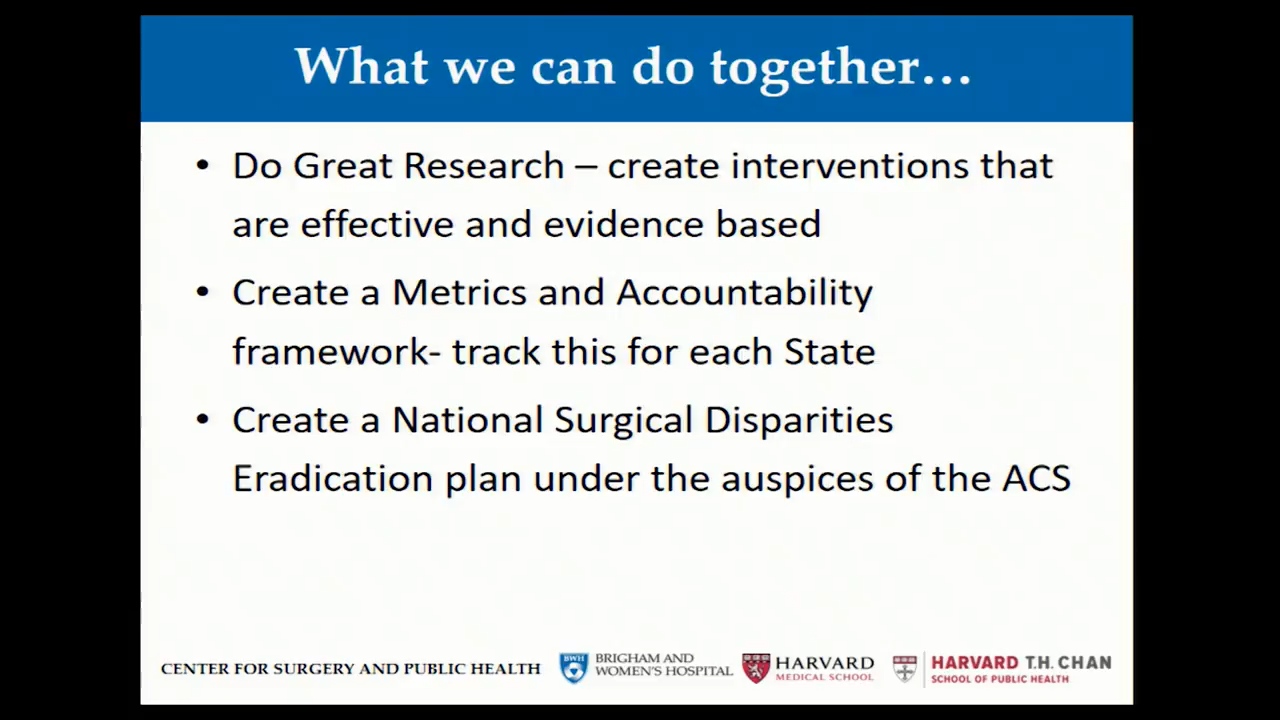 What we can do together…
• Do Great Research – create interventions that
are effective and evidence based
• Create a Metrics and Accountability
framework- track this for each State
• Create a National Surgical Disparities
Eradication plan under the auspices of the ACS
CENTER FOR SURGERY AND PUBLIC HEALTH
BWH
BRIGHAM AND
WOMEN'S HOSPITAL
HARVARD
MEDICAL SCHOOL
HARVARD T.H. CHAN
SCHOOL OF PUBLIC HEALTH